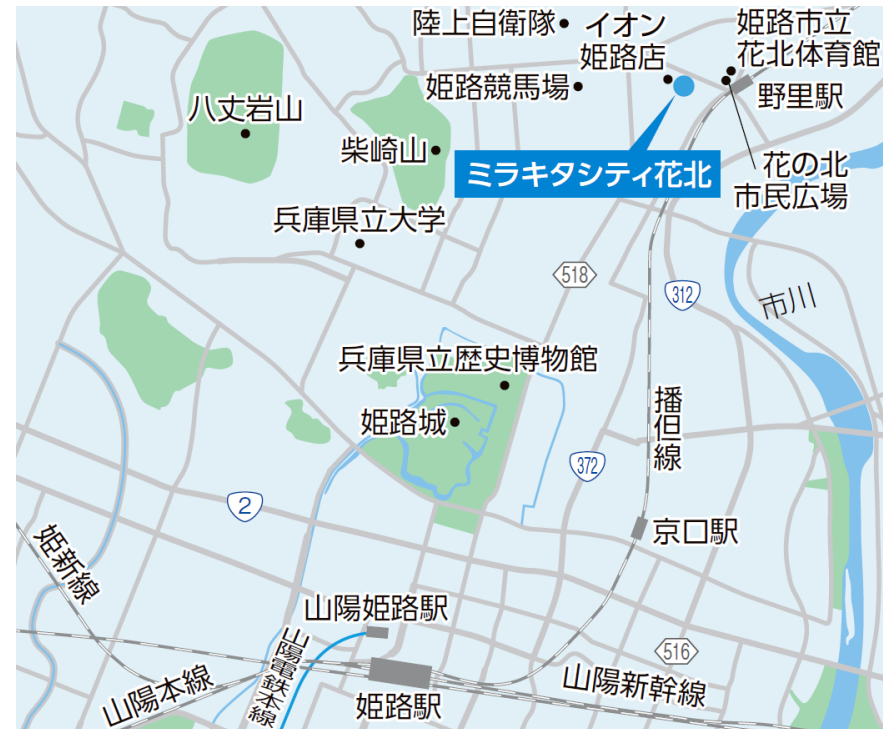 陸上自衛隊
イオン
姫路店
姫路市立
花北体育館
姫路競馬場
野里駅
八丈岩山
柴崎山
ミラキタシティ花北
花の北
市民広場
兵庫県立大学
518
312
市川
兵庫県立歴史博物館
姫路城
播但線
372
2
京口駅
姫新線
山陽姫路駅
516
山陽電鉄本線
山陽本線
姫路駅
山陽新幹線